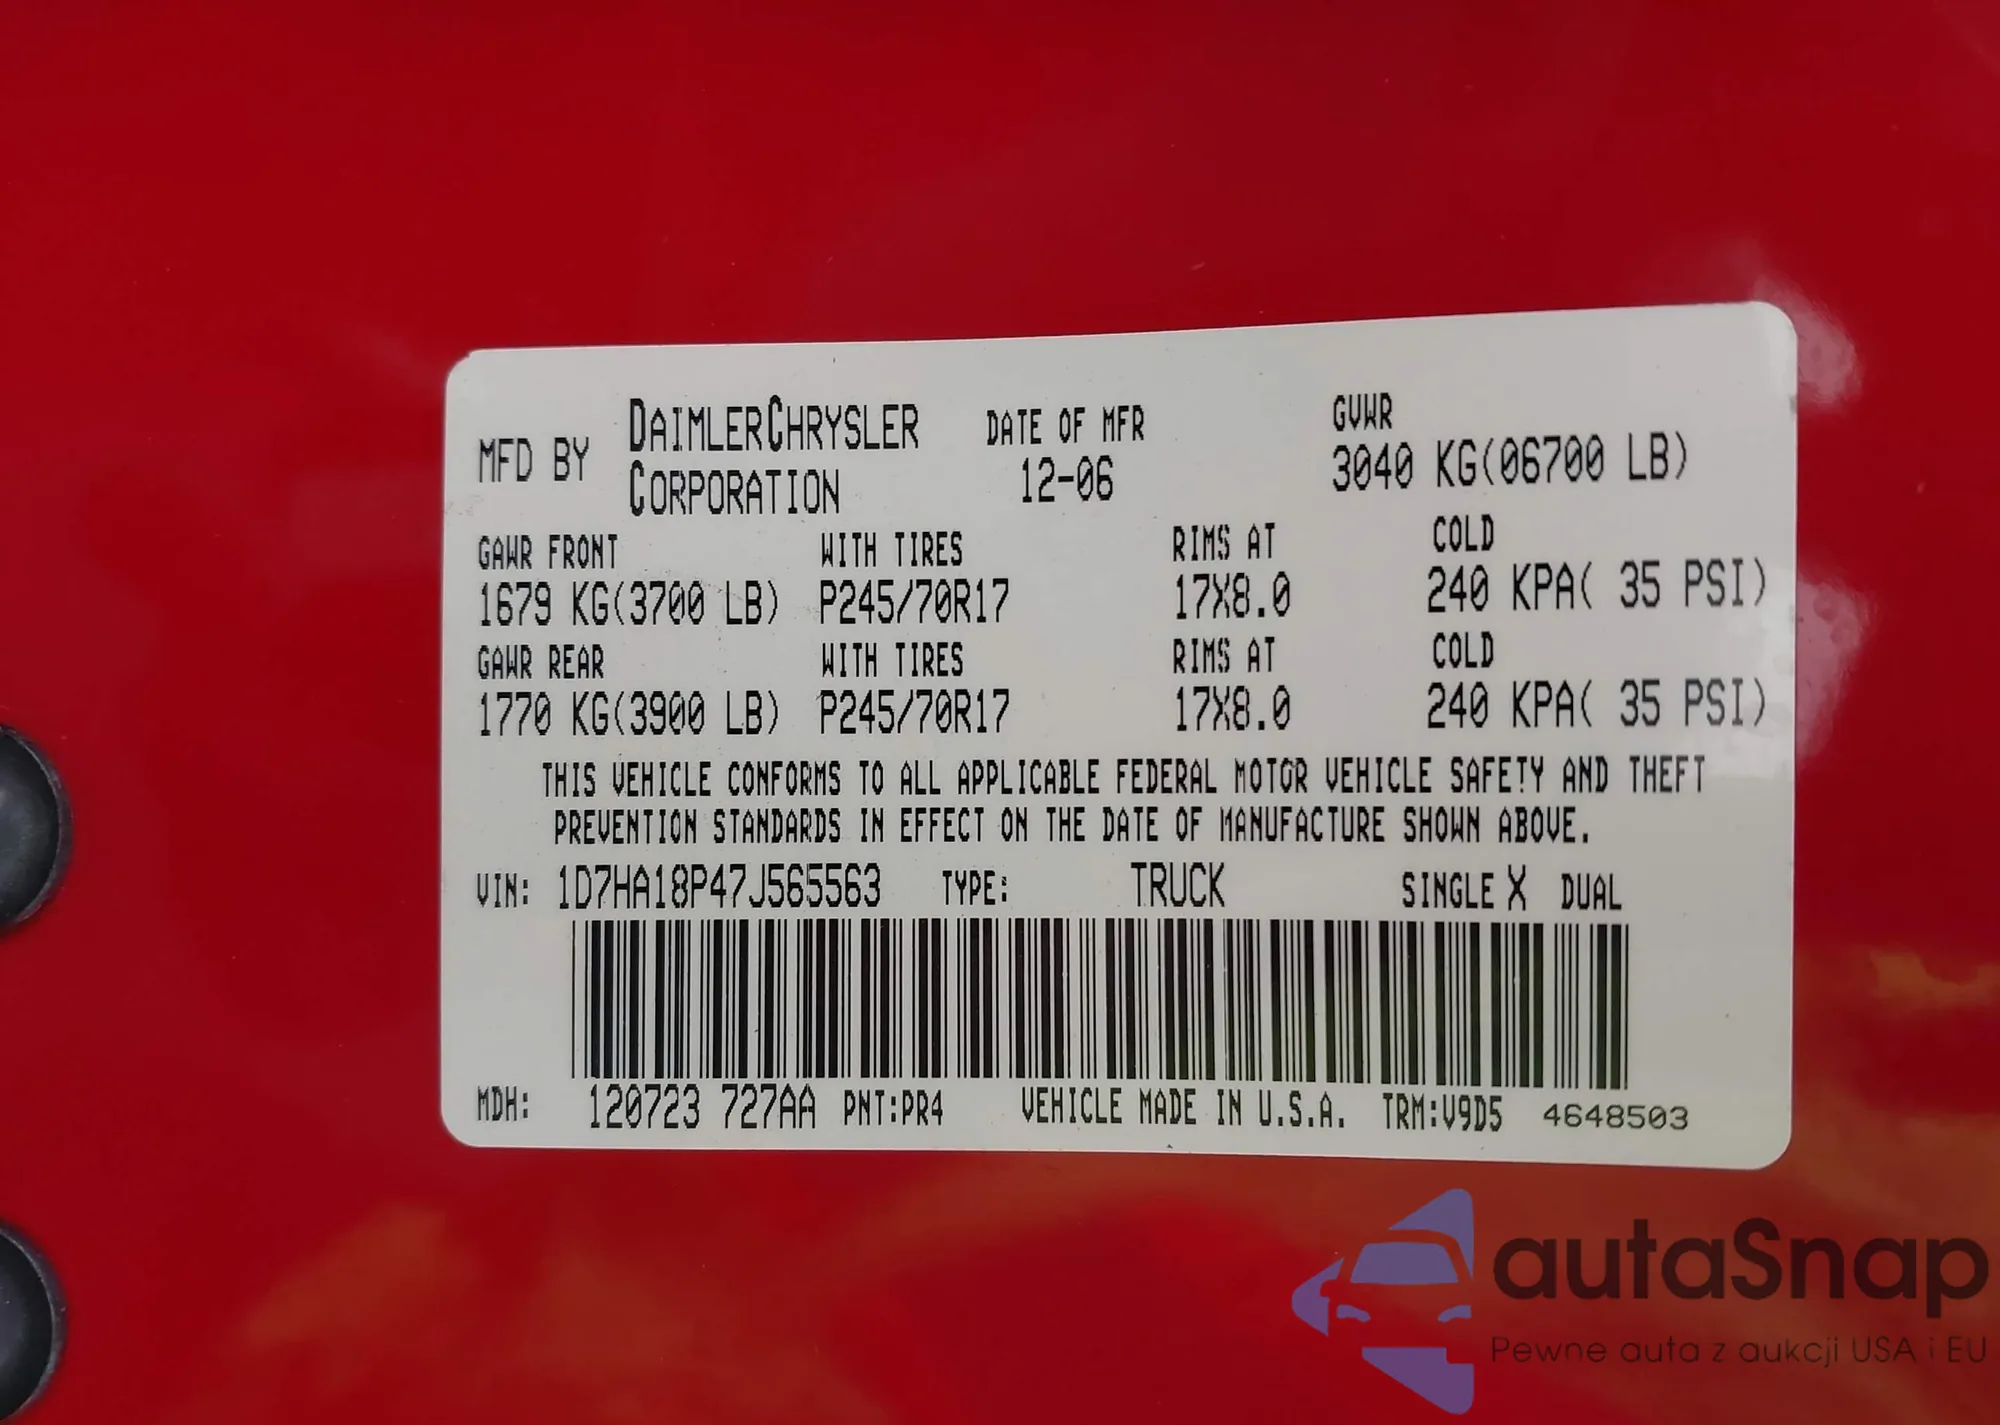 MFD BY DAIMLERCHRYSLER CORPORATION DATE OF MFR 12-06 GVWR 3040 KG(06700 LB)
GAWR FRONT WITH TIRES RIMS AT COLD
1679 KG(3700 LB) P245/70R17 17X8.0 240 KPA( 35 PSI)
GAWR REAR WITH TIRES RIMS AT COLD
1770 KG(3900 LB) P245/70R17 17X8.0 240 KPA( 35 PSI)
THIS VEHICLE CONFORMS TO ALL APPLICABLE FEDERAL MOTOR VEHICLE SAFETY AND THEFT
PREVENTION STANDARDS IN EFFECT ON THE DATE OF MANUFACTURE SHOWN ABOVE.
VIN: 1D7HA18P47J565563 TYPE: TRUCK SINGLE X DUAL
MDH: 120723 727AA PNT:PR4 VEHICLE MADE IN U.S.A. TRM:V9D5 4648503
autaSnap
Pewne auta z aukcji USA i EU